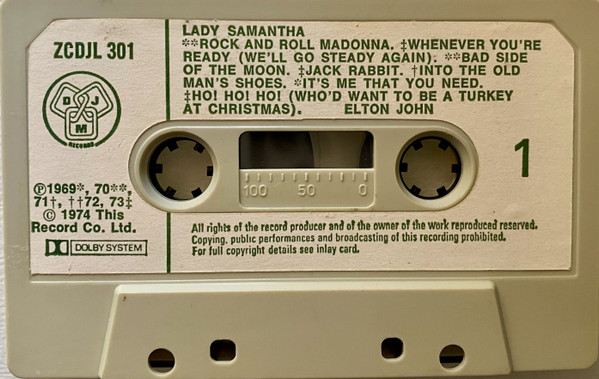 ZCDJL 301
DJM
RECORDS
℗1969*, 70**,
71†, ††72, 73‡
© 1974 This
Record Co. Ltd.
DOLBY SYSTEM
LADY SAMANTHA
**ROCK AND ROLL MADONNA. ‡WHENEVER YOU'RE
READY (WE'LL GO STEADY AGAIN). **BAD SIDE
OF THE MOON. ‡JACK RABBIT. †INTO THE OLD
MAN'S SHOES. *IT'S ME THAT YOU NEED.
‡HO! HO! HO! (WHO'D WANT TO BE A TURKEY
AT CHRISTMAS). ELTON JOHN
100 50 0
1
All rights of the record producer and of the owner of the work reproduced reserved.
Copying, public performances and broadcasting of this recording prohibited.
For full copyright details see inlay card.